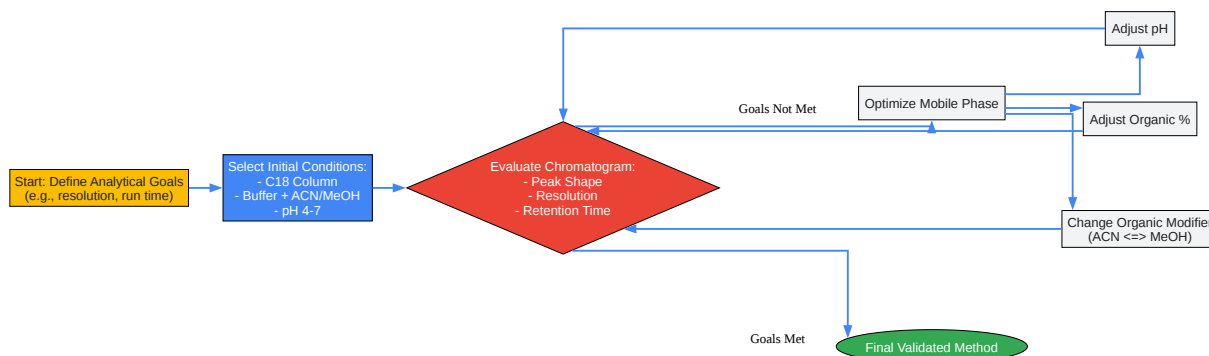 Start: Define Analytical Goals
(e.g., resolution, run time)
Select Initial Conditions:
- C18 Column
- Buffer + ACN/MeOH
- pH 4-7
Evaluate Chromatogram:
- Peak Shape
- Resolution
- Retention Time
Goals Not Met
Optimize Mobile Phase
Adjust pH
Adjust Organic %
Change Organic Modifier
(ACN <=> MeOH)
Goals Met
Final Validated Method